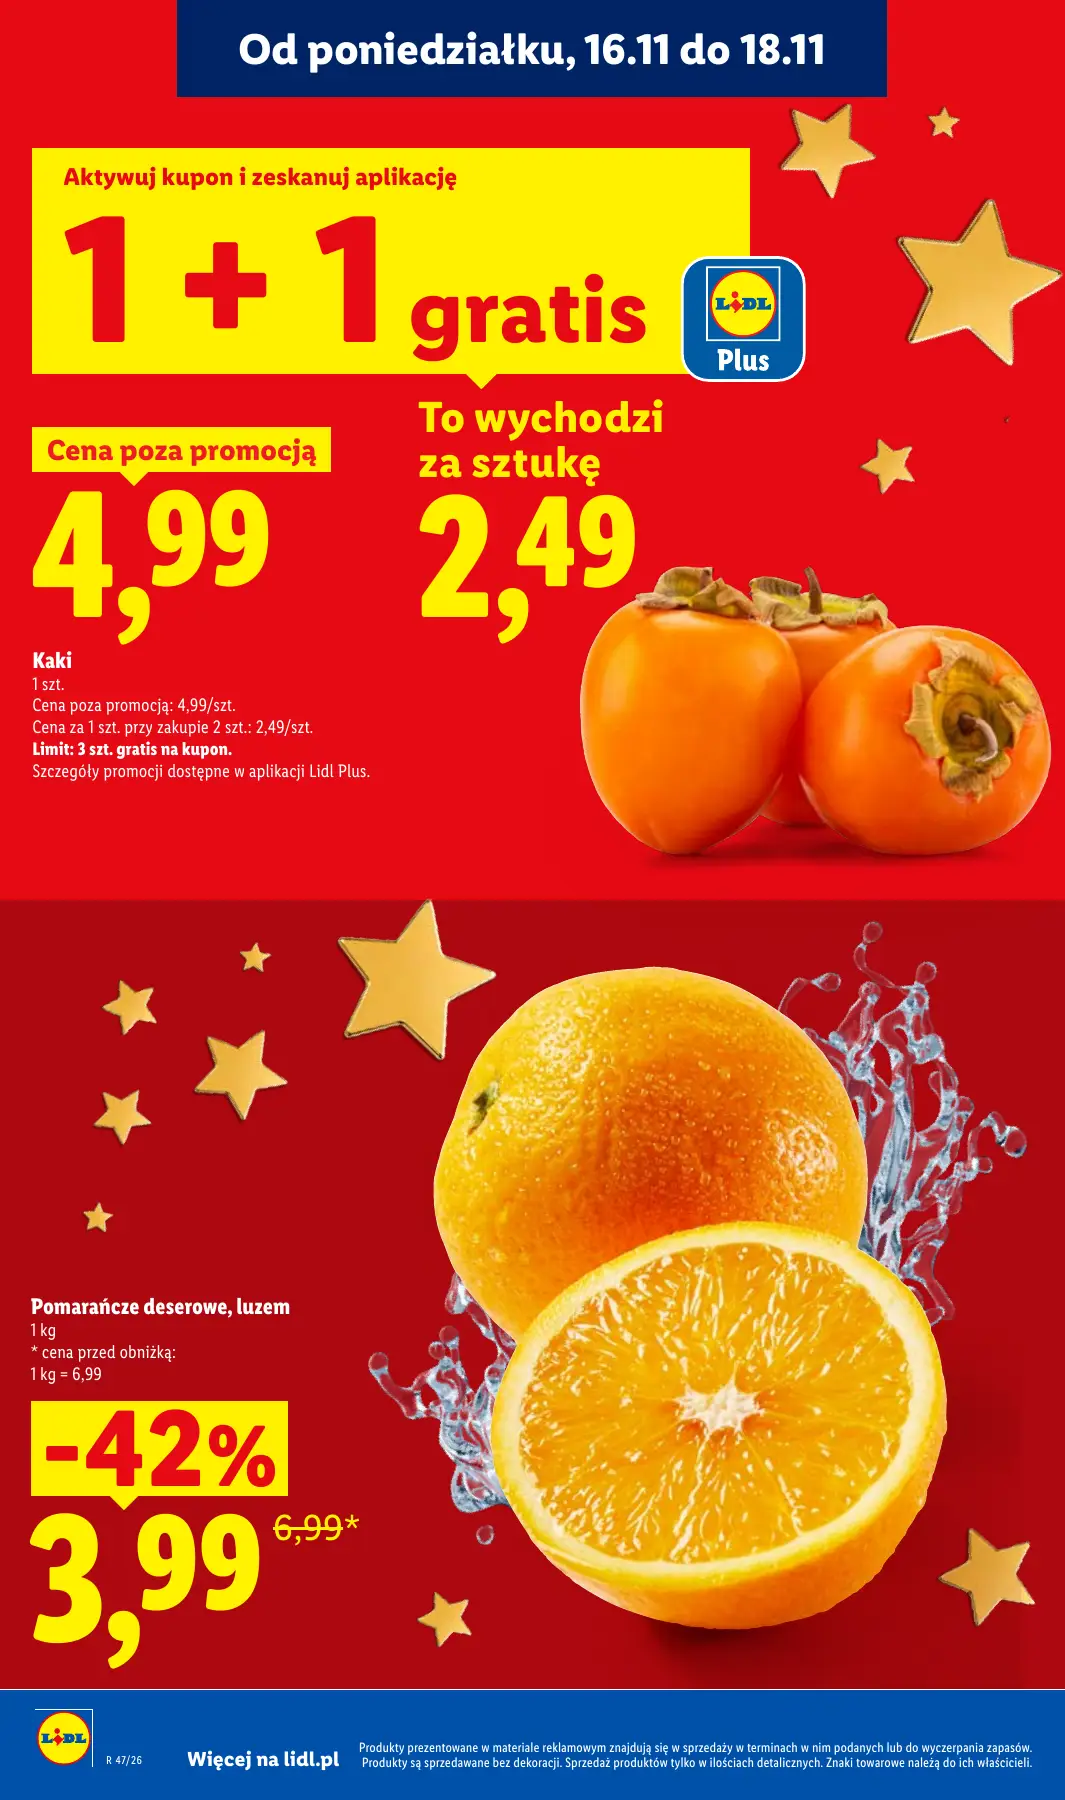 Od poniedziałku, 16.11 do 18.11
Aktywuj kupon i zeskanuj aplikację
1 + 1 gratis
LIDL
Plus
To wychodzi
za sztukę
2,49
Cena poza promocją
4,99
Kaki
1 szt.
Cena poza promocją: 4,99/szt.
Cena za 1 szt. przy zakupie 2 szt.: 2,49/szt.
Limit: 3 szt. gratis na kupon.
Szczegóły promocji dostępne w aplikacji Lidl Plus.
Pomarańcze deserowe, luzem
1 kg
* cena przed obniżką:
1 kg = 6,99
-42%
3,99
6,99*
LIDL
R 47/26
Więcej na lidl.pl
Produkty prezentowane w materiale reklamowym znajdują się w sprzedaży w terminach w nim podanych lub do wyczerpania zapasów.
Produkty są sprzedawane bez dekoracji. Sprzedaż produktów tylko w ilościach detalicznych. Znaki towarowe należą do ich właścicieli.